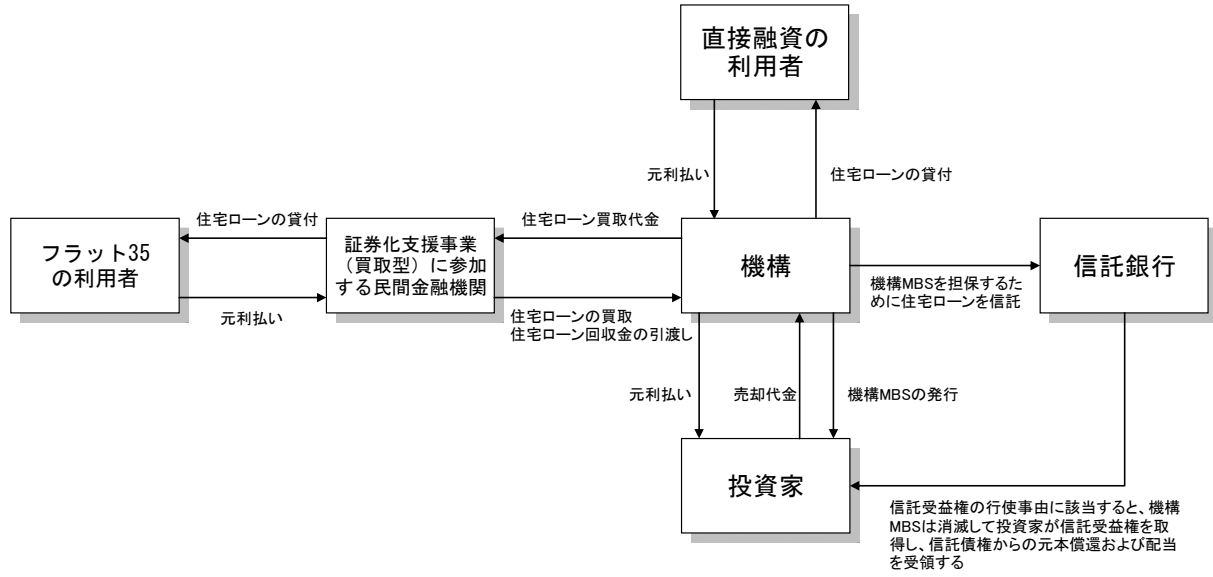 直接融資の
利用者
元利払い
住宅ローンの貸付
住宅ローンの貸付
住宅ローン買取代金
フラット35
の利用者
証券化支援事業
（買取型）に参加
する民間金融機関
機構
信託銀行
機構MBSを担保するた
めに住宅ローンを信託
元利払い
住宅ローンの買取
住宅ローン回収金の引渡し
元利払い
売却代金
機構MBSの発行
投資家
信託受益権の行使事由に該当すると、機構
MBSは消滅して投資家が信託受益権を取
得し、信託債権からの元本償還および配当
を受領する